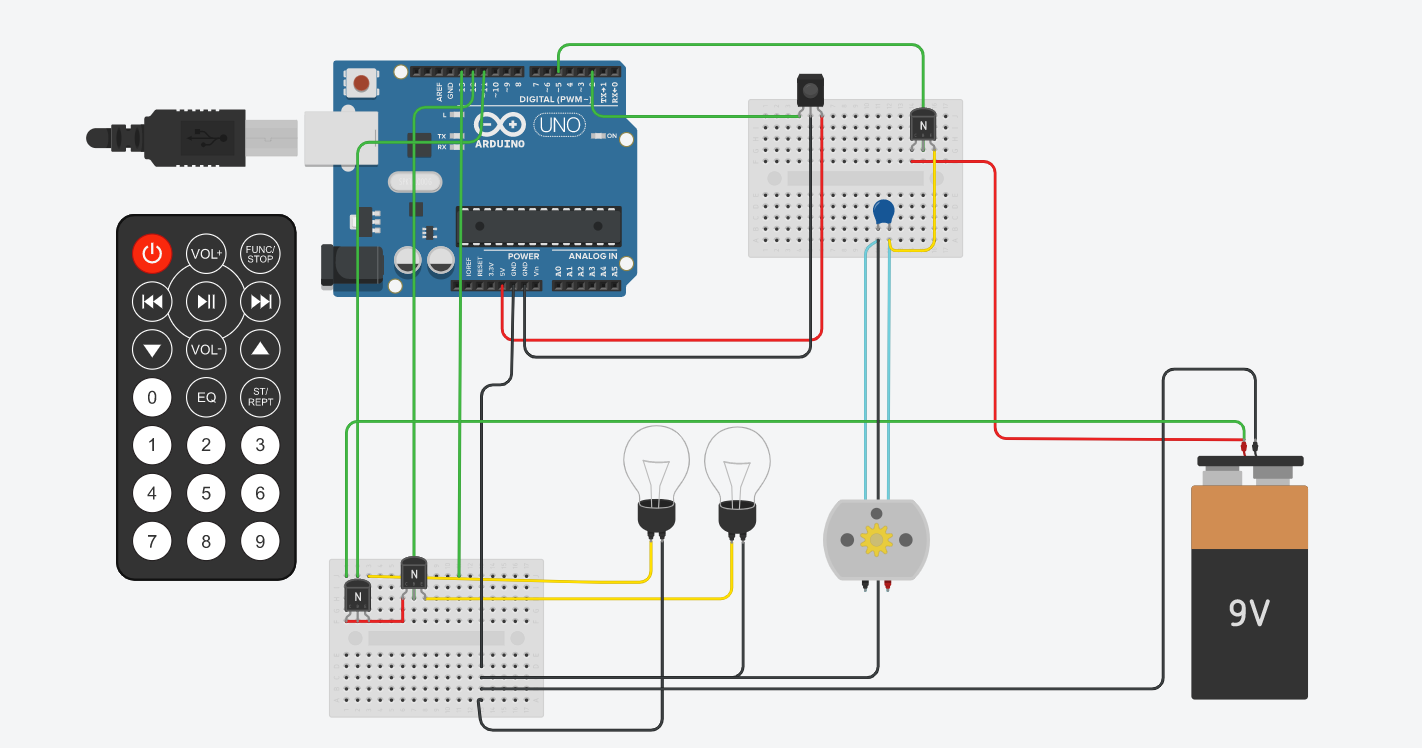 AREF
GND
13
12
~11
~10
~9
8
7
~6
~5
4
~3
2
TX→1
RX←0
DIGITAL (PWM~)
L
TX
RX
UNO
ON
ARDUINO
POWER
ANALOG IN
IOREF
RESET
3.3V
5V
GND
GND
Vin
A0
A1
A2
A3
A4
A5
N
VOL+
FUNC/
STOP
VOL-
0
EQ
ST/
REPT
1
2
3
4
5
6
7
8
9
N
N
9V